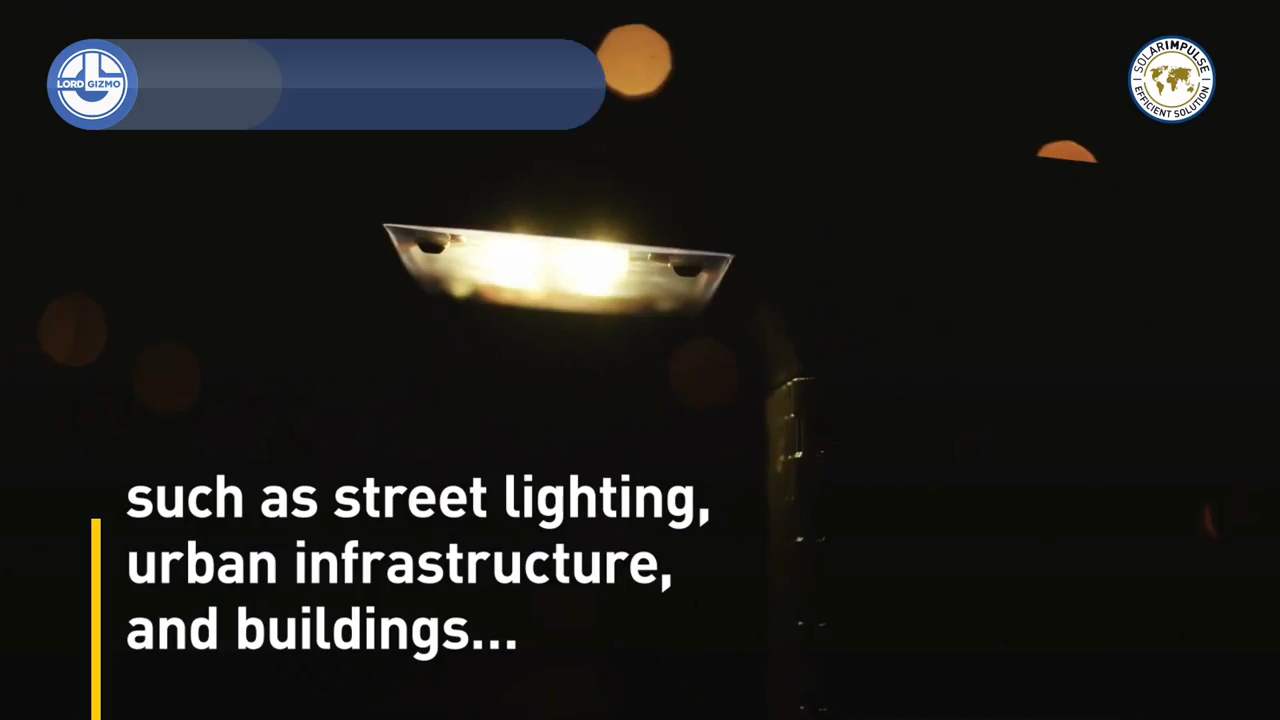 LORD GIZMO
SOLARIMPULSE
EFFICIENT SOLUTION
such as street lighting,
urban infrastructure,
and buildings...